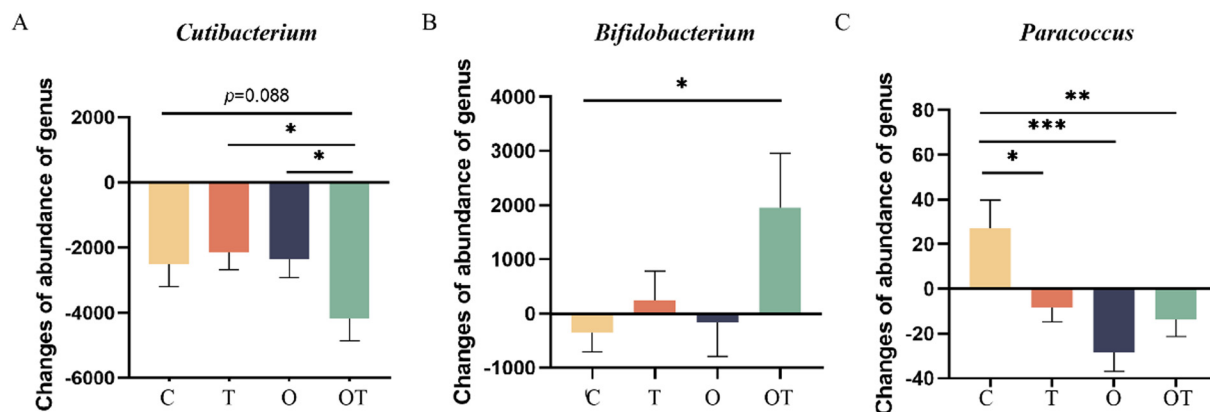 A
Cutibacterium
Changes of abundance of genus
2000
0
-2000
-4000
-6000
p=0.088
*
*
C T O OT
B
Bifidobacterium
Changes of abundance of genus
4000
3000
2000
1000
0
-1000
*
C T O OT
C
Paracoccus
Changes of abundance of genus
80
60
40
20
0
-20
-40
**
***
*
C T O OT